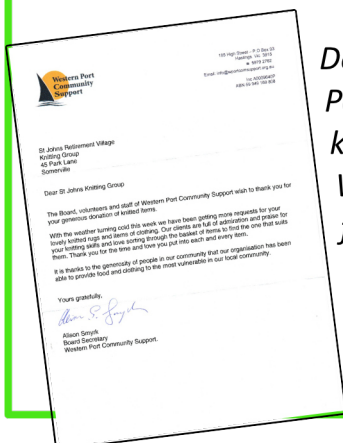 Western Port
Community
Support
185 High Street – P O Box 53
Hastings Vic 3915
5979 2762
St Johns Retirement Village
Knitting Group
45 Park Lane
Somerville
Dear St Johns Knitting Group
The Board, volunteers and staff of Western Port Community Support wish to thank you for
your generous donation of knitted items.
With the weather turning cold this week we have been getting more requests for your
lovely knitted rugs and items of clothing. Our clients are full of admiration and praise for
your knitting skills and love sorting through the basket of items to find the one that suits
them. Thank you for the time and love you put into each and every item.
It is thanks to the generosity of people in our community that our organisation has been
able to provide food and clothing to the most vulnerable in our local community.
Yours gratefully,
Alison Smyrk
Board Secretary
Western Port Community Support.